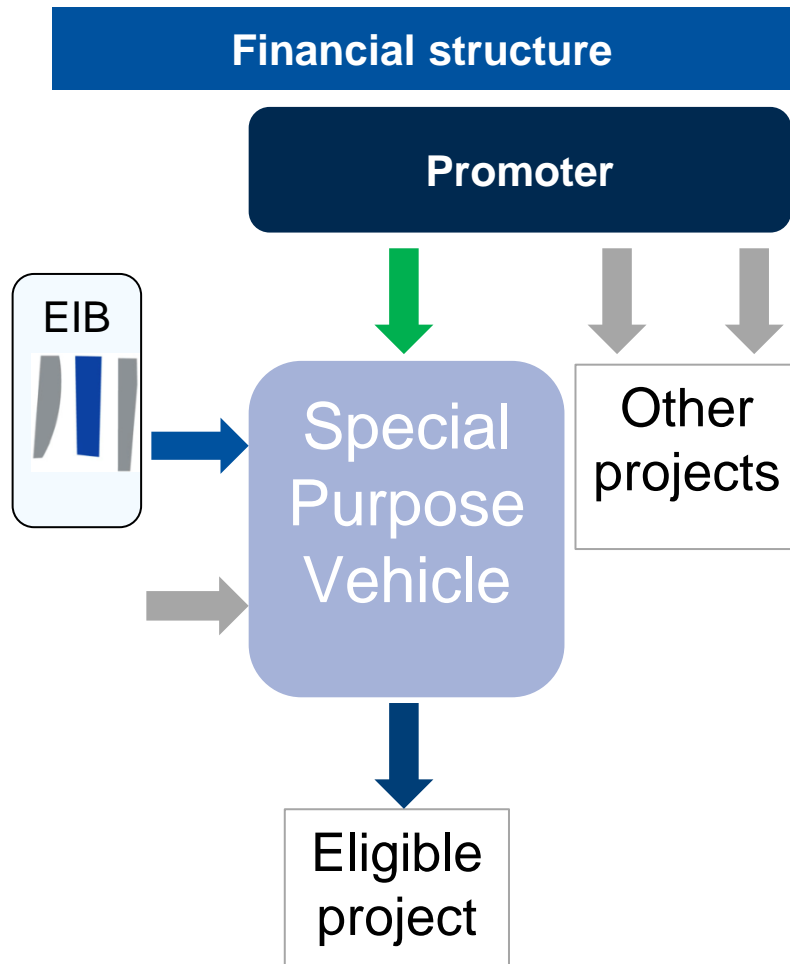 Financial structure
Promoter
EIB
Special
Purpose
Vehicle
Other
projects
Eligible
project